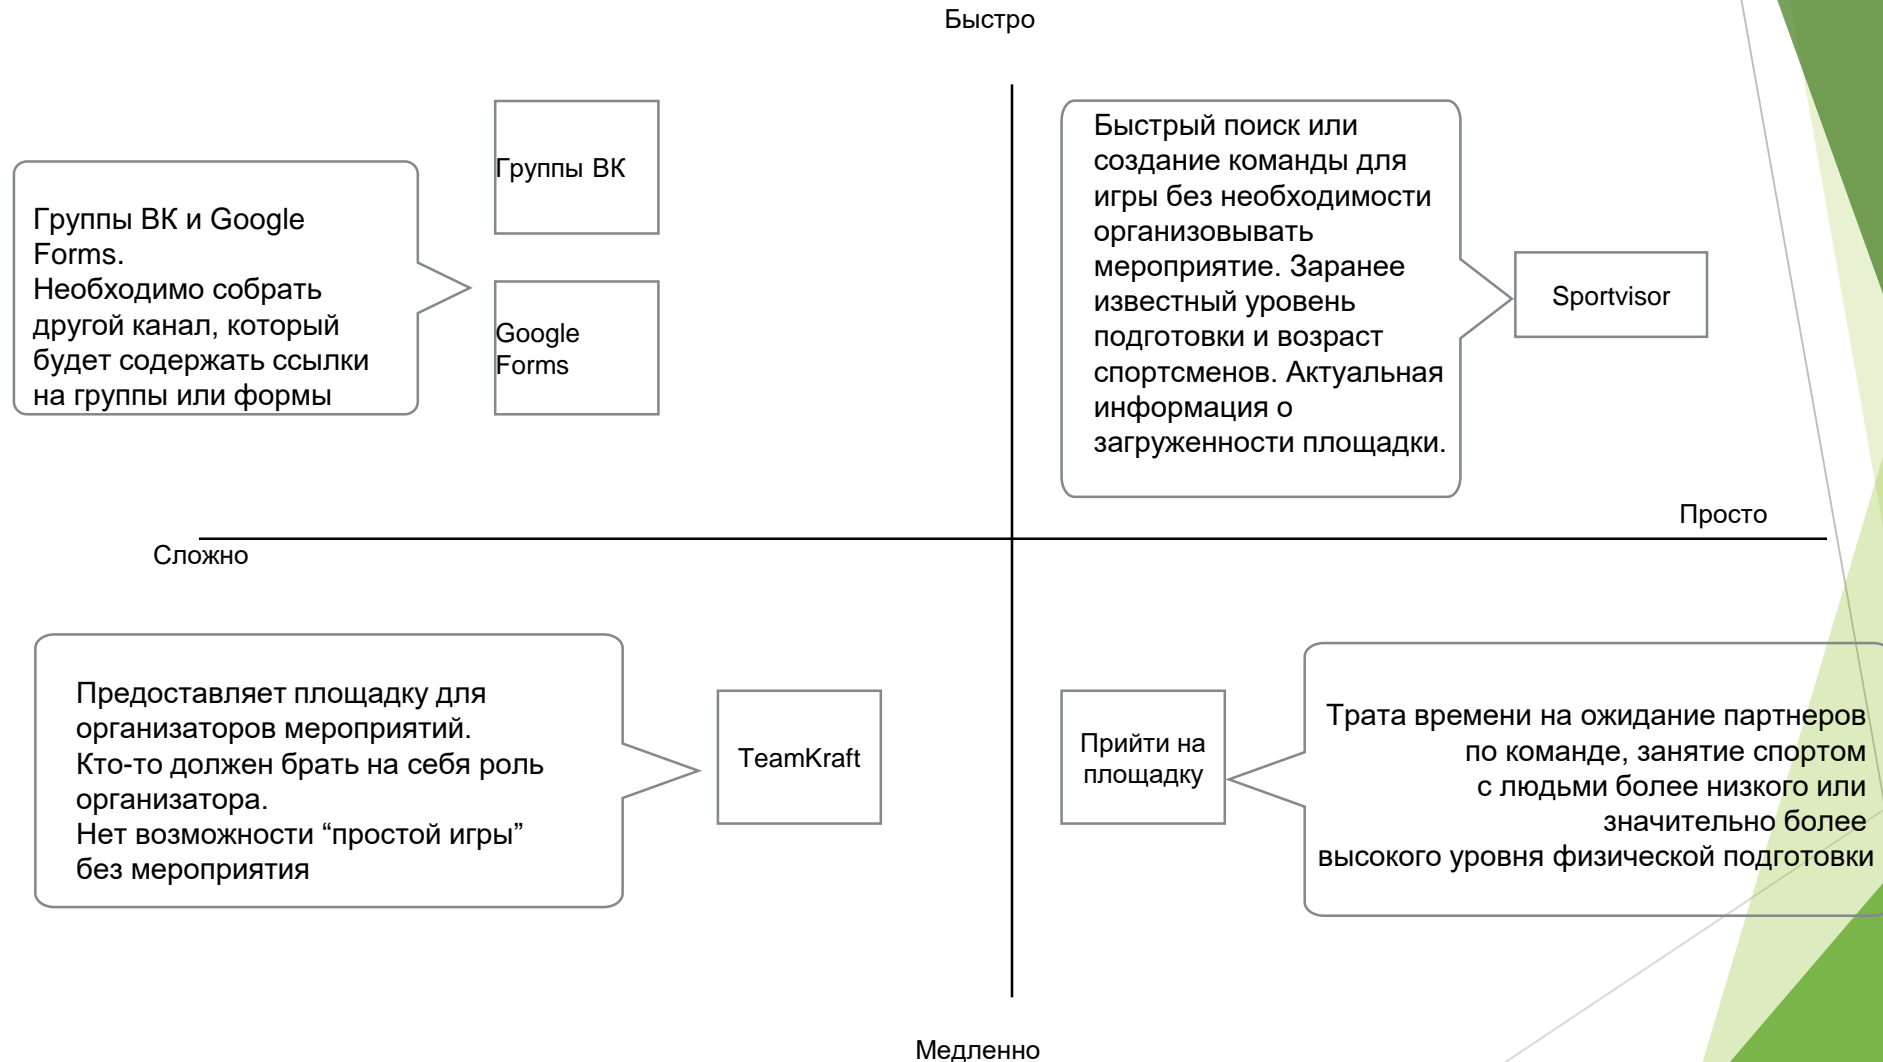 Быстро
Группы ВК
Группы ВК и Google
Forms.
Необходимо собрать
другой канал, который
будет содержать ссылки
на группы или формы
Google
Forms
Быстрый поиск или
создание команды для
игры без необходимости
организовывать
мероприятие. Заранее
известный уровень
подготовки и возраст
спортсменов. Актуальная
информация о
загруженности площадки.
Sportvisor
Просто
Сложно
Предоставляет площадку для
организаторов мероприятий.
Кто-то должен брать на себя роль
организатора.
Нет возможности “простой игры”
без мероприятия
TeamKraft
Прийти на
площадку
Трата времени на ожидание партнеров
по команде, занятие спортом
с людьми более низкого или
значительно более
высокого уровня физической подготовки
Медленно